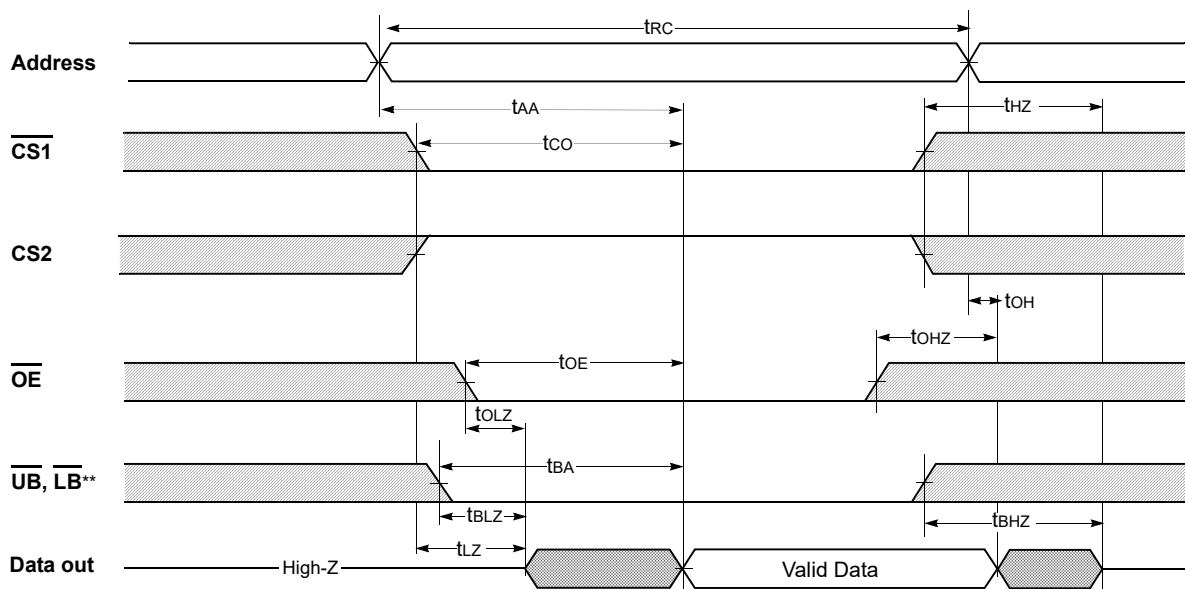 tRC
Address
tAA
tHZ
CS1
tCO
CS2
tOH
tOHZ
OE
tOE
tOLZ
UB, LB**
tBA
tBLZ
tBHZ
tLZ
Data out
High-Z
Valid Data